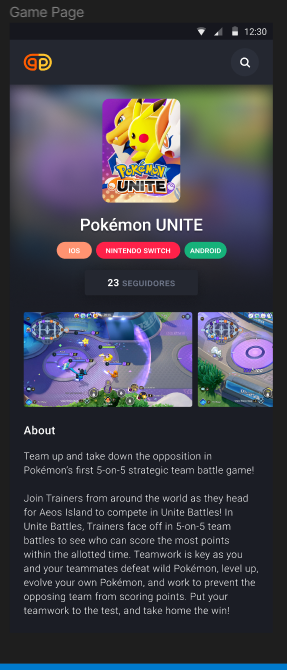 Game Page
12:30
Pokémon
UNITE
Pokémon UNITE
IOS NINTENDO SWITCH ANDROID
23 SEGUIDORES
About
Team up and take down the opposition in
Pokémon's first 5-on-5 strategic team battle game!
Join Trainers from around the world as they head
for Aeos Island to compete in Unite Battles! In
Unite Battles, Trainers face off in 5-on-5 team
battles to see who can score the most points
within the allotted time. Teamwork is key as you
and your teammates defeat wild Pokémon, level up,
evolve your own Pokémon, and work to prevent the
opposing team from scoring points. Put your
teamwork to the test, and take home the win!